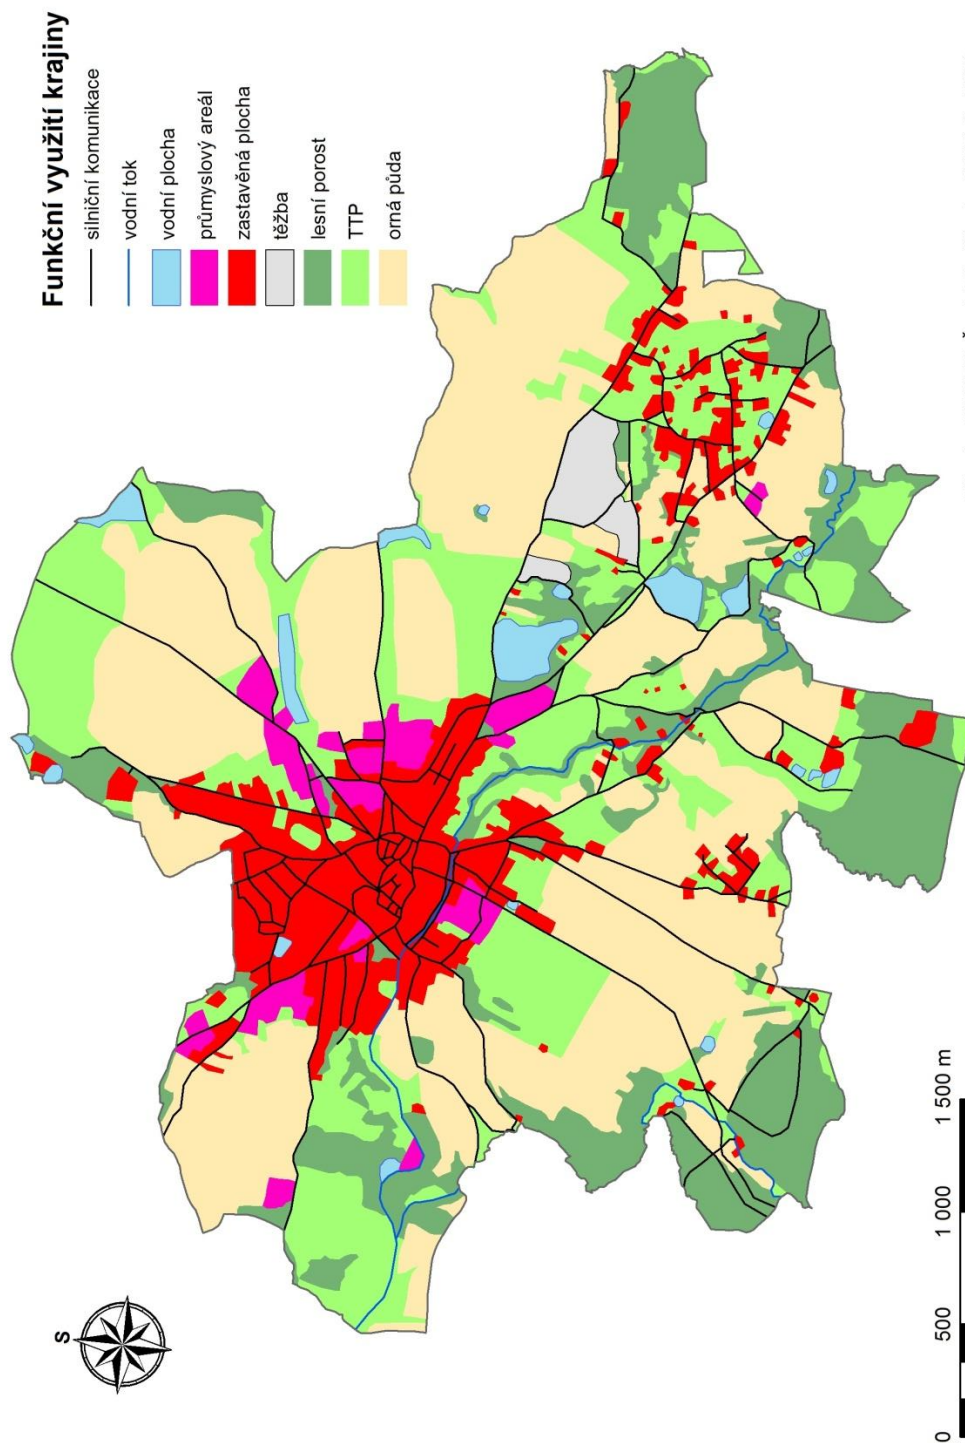 Funkční využití krajiny
silniční komunikace
vodní tok
vodní plocha
průmyslový areál
zastavěná plocha
těžba
lesní porost
TTP
orná půda
S
0 500 1 000 1 500 m